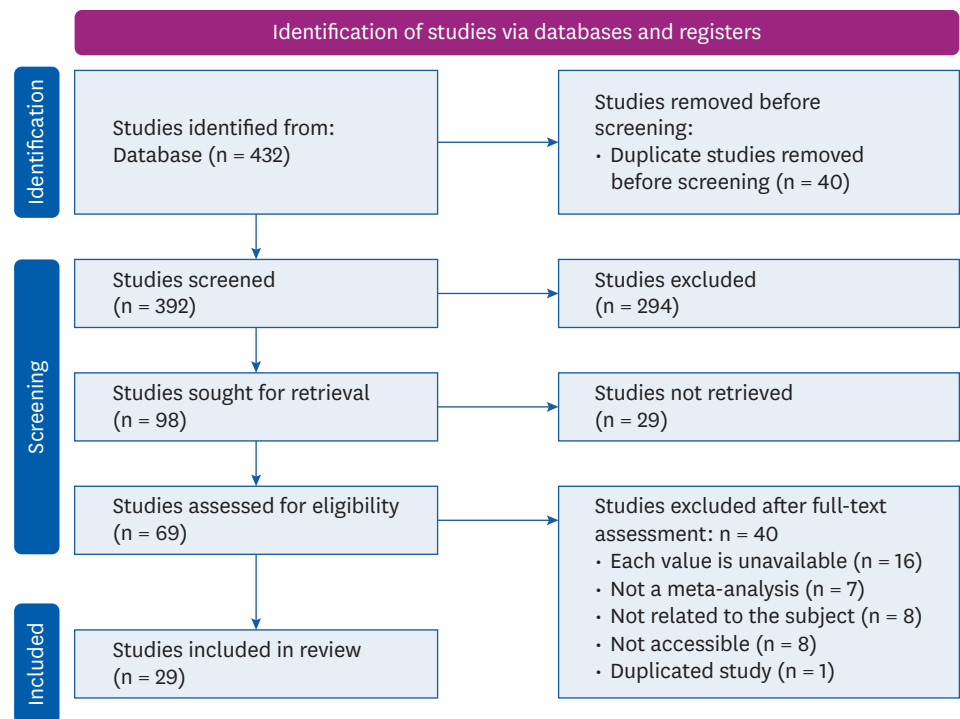 Identification of studies via databases and registers
Identification
Studies identified from:
Database (n = 432)
Studies removed before
screening:
· Duplicate studies removed
before screening (n = 40)
Screening
Studies screened
(n = 392)
Studies excluded
(n = 294)
Studies sought for retrieval
(n = 98)
Studies not retrieved
(n = 29)
Studies assessed for eligibility
(n = 69)
Studies excluded after full-text
assessment: n = 40
· Each value is unavailable (n = 16)
· Not a meta-analysis (n = 7)
· Not related to the subject (n = 8)
· Not accessible (n = 8)
· Duplicated study (n = 1)
Included
Studies included in review
(n = 29)